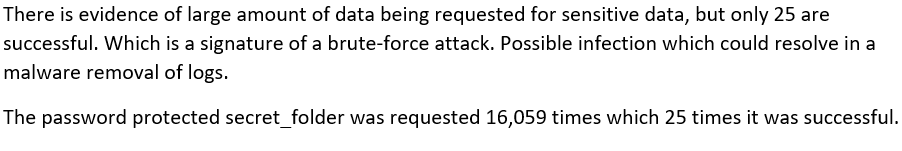 There is evidence of large amount of data being requested for sensitive data, but only 25 are
successful. Which is a signature of a brute-force attack. Possible infection which could resolve in a
malware removal of logs.
The password protected secret_folder was requested 16,059 times which 25 times it was successful.